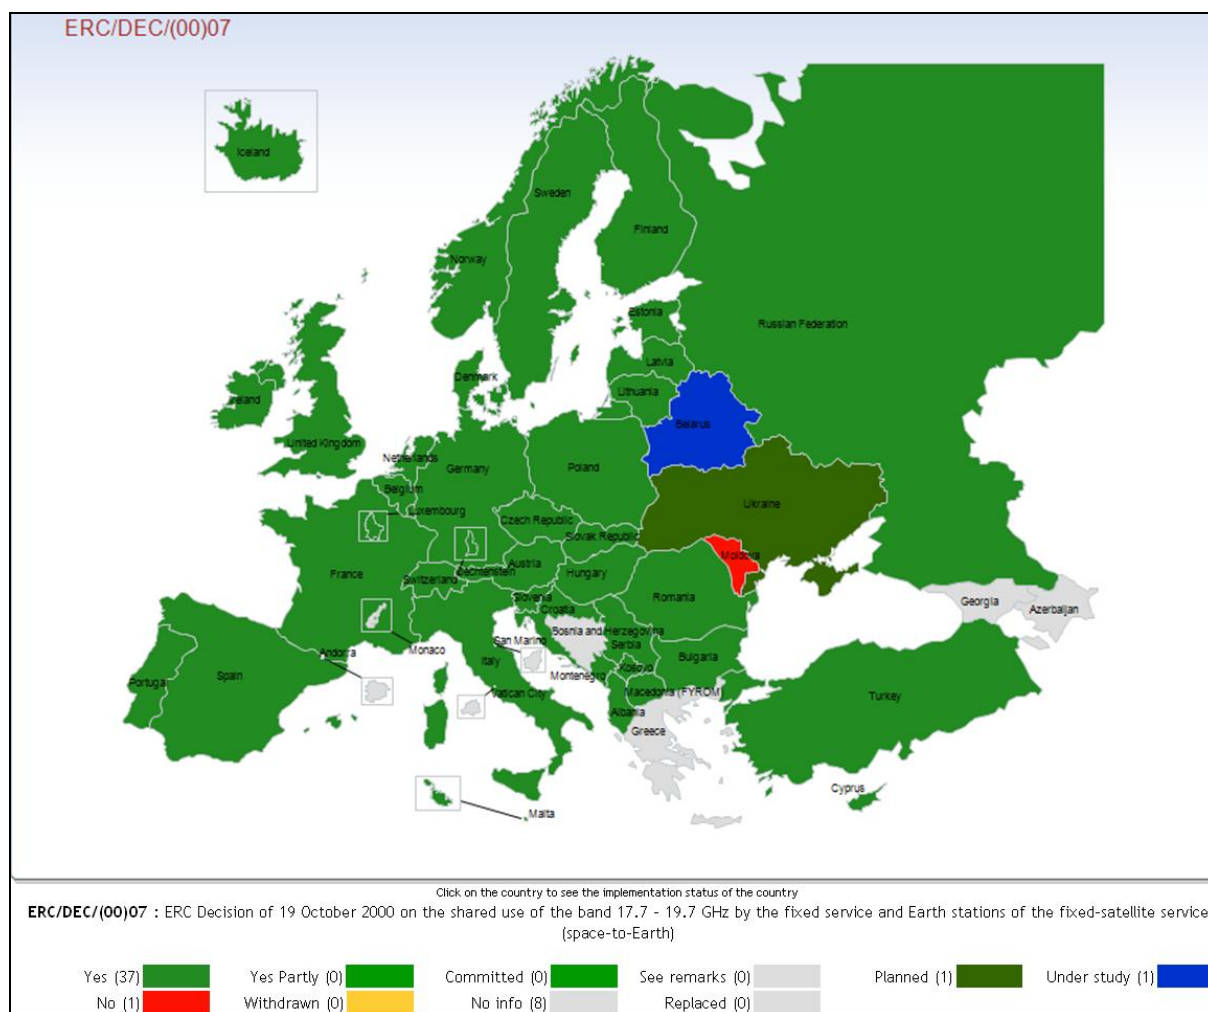 ERC/DEC/(00)07
Iceland
Sweden
Finland
Norway
Russian Federation
Estonia
Latvia
Denmark
Lithuania
Ireland
Belarus
United Kingdom
Netherlands
Germany
Poland
Belgium
Ukraine
Luxembourg
Czech Republic
Slovak Republic
Moldova
Austria
France
Switzerland
Liechtenstein
Hungary
Slovenia
Romania
Croatia
Georgia
Azerbaijan
Bosnia and Herzegovina
San Marino
Serbia
Monaco
Andorra
Italy
Bulgaria
Kosovo
Spain
Montenegro
Portugal
Vatican City
Macedonia (FYROM)
Turkey
Albania
Greece
Cyprus
Malta
Click on the country to see the implementation status of the country
ERC/DEC/(00)07 : ERC Decision of 19 October 2000 on the shared use of the band 17.7 - 19.7 GHz by the fixed service and Earth stations of the fixed-satellite service
(space-to-Earth)
Yes (37) Yes Partly (0) Committed (0) See remarks (0) Planned (1) Under study (1)
No (1) Withdrawn (0) No info (8) Replaced (0)